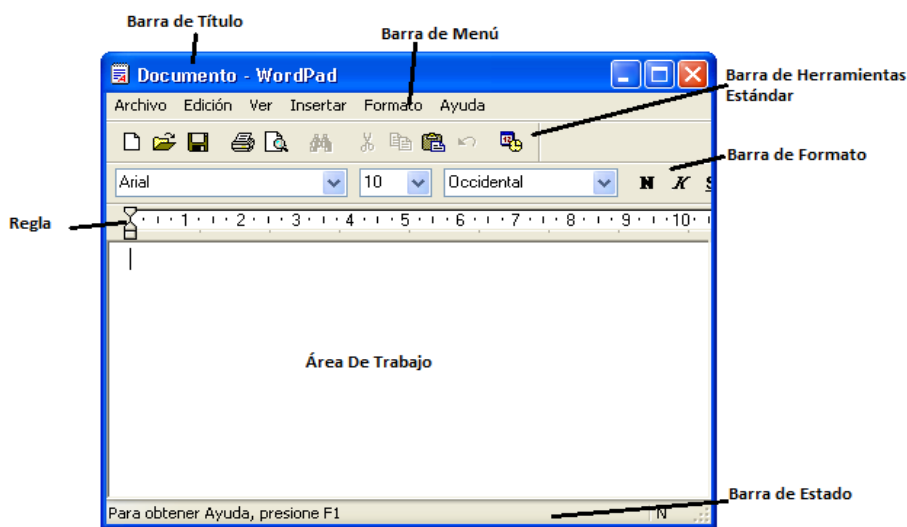 Barra de Título
Barra de Menú
Documento - WordPad
Barra de Herramientas
Estándar
Archivo Edición Ver Insertar Formato Ayuda
Barra de Formato
Arial 10 Occidental N K S
Regla
1 2 3 4 5 6 7 8 9 10
Área De Trabajo
Barra de Estado
Para obtener Ayuda, presione F1 N